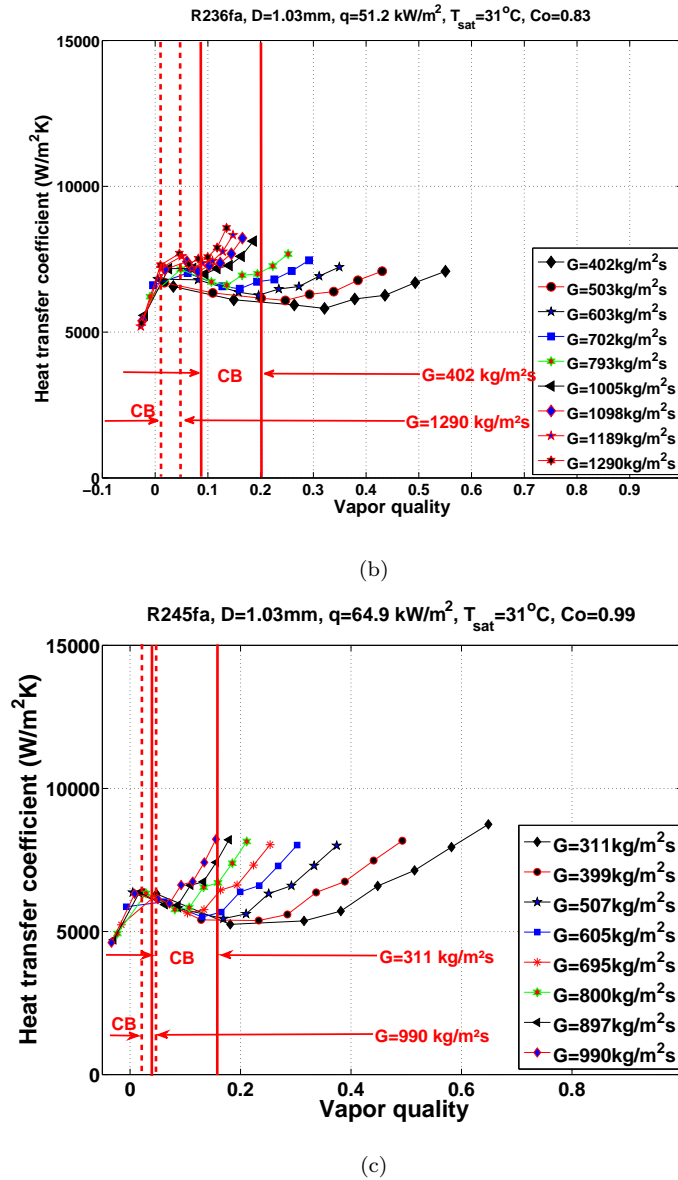 R236fa, D=1.03mm, q=51.2 kW/m², T_sat=31°C, Co=0.83
15000
10000
5000
0
Heat transfer coefficient (W/m²K)
CB
G=402 kg/m²s
CB
G=1290 kg/m²s
G=402kg/m²s
G=503kg/m²s
G=603kg/m²s
G=702kg/m²s
G=793kg/m²s
G=1005kg/m²s
G=1098kg/m²s
G=1189kg/m²s
G=1290kg/m²s
−0.1 0 0.1 0.2 0.3 0.4 0.5 0.6 0.7 0.8 0.9
Vapor quality
(b)
R245fa, D=1.03mm, q=64.9 kW/m², T_sat=31°C, Co=0.99
15000
10000
5000
0
Heat transfer coefficient (W/m²K)
CB
G=311 kg/m²s
CB
G=990 kg/m²s
G=311kg/m²s
G=399kg/m²s
G=507kg/m²s
G=605kg/m²s
G=695kg/m²s
G=800kg/m²s
G=897kg/m²s
G=990kg/m²s
0 0.2 0.4 0.6 0.8
Vapor quality
(c)